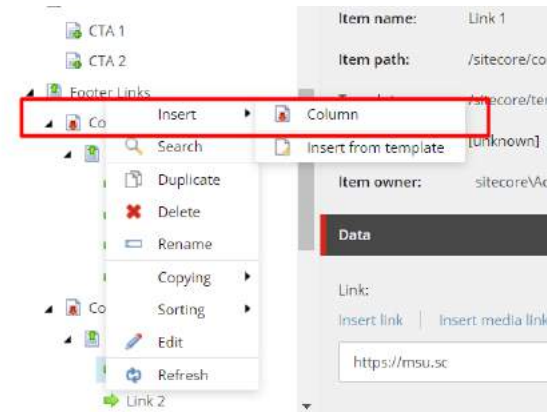 CTA 1
CTA 2
Footer Links
Co
Co
Link 2
Insert
Search
Duplicate
Delete
Rename
Copying
Sorting
Edit
Refresh
Column
Insert from template
Item name: Link 1
Item path: /sitecore/co
/sitecore/ter
[unknown]
Item owner: sitecore\Ac
Data
Link:
Insert link | Insert media link
https://msu.sc